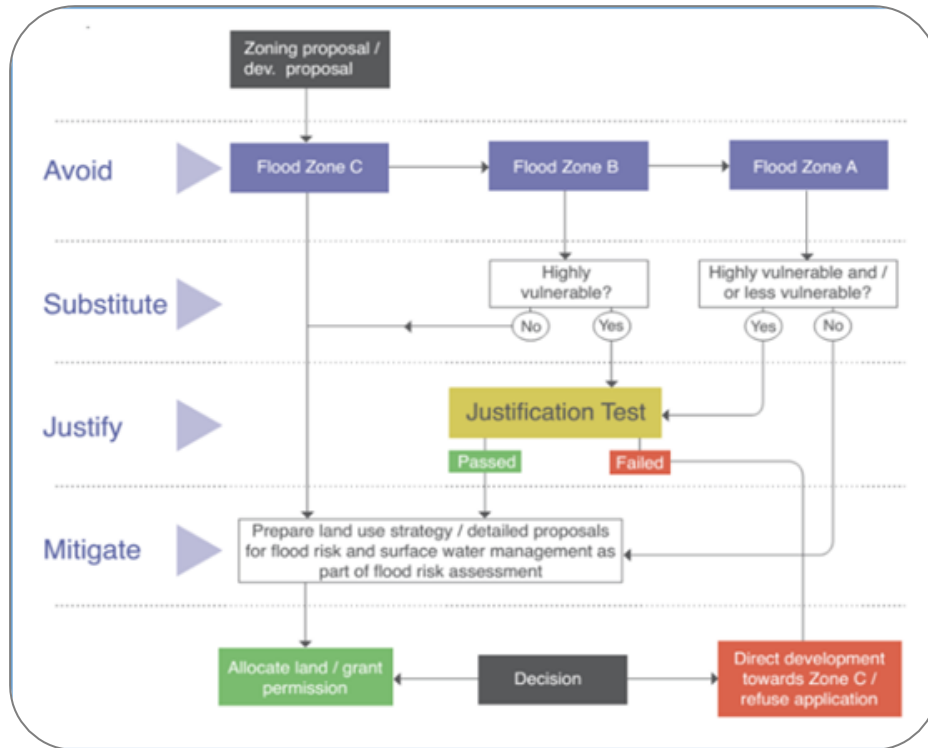 Zoning proposal /
dev. proposal
Avoid
Flood Zone C
Flood Zone B
Flood Zone A
Substitute
Highly
vulnerable?
No
Yes
Highly vulnerable and /
or less vulnerable?
Yes
No
Justify
Justification Test
Passed
Failed
Mitigate
Prepare land use strategy / detailed proposals
for flood risk and surface water management as
part of flood risk assessment
Allocate land / grant
permission
Decision
Direct development
towards Zone C /
refuse application